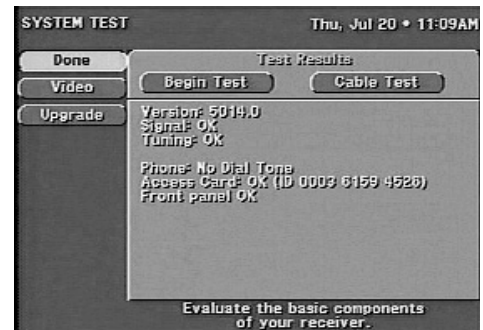 SYSTEM TEST
Thu, Jul 20 • 11:09AM
Done
Video
Upgrade
Test Results
Begin Test
Cable Test
Version: 5014.0
Signal: OK
Tuning: OK
Phone: No Dial Tone
Access Card: OK (ID 0003 6159 4526)
Front panel OK
Evaluate the basic components
of your receiver.